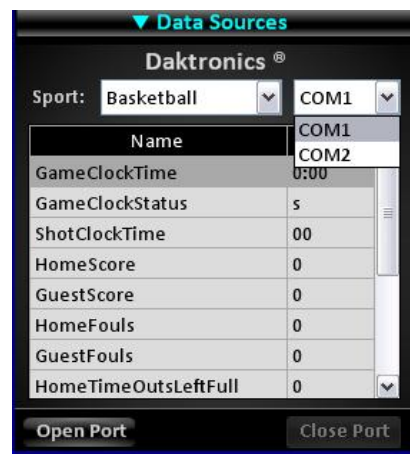 ▼ Data Sources
Daktronics ®
Sport: Basketball COM1
COM1
COM2
Name
GameClockTime 0:00
GameClockStatus s
ShotClockTime 00
HomeScore 0
GuestScore 0
HomeFouls 0
GuestFouls 0
HomeTimeOutsLeftFull 0
Open Port Close Port